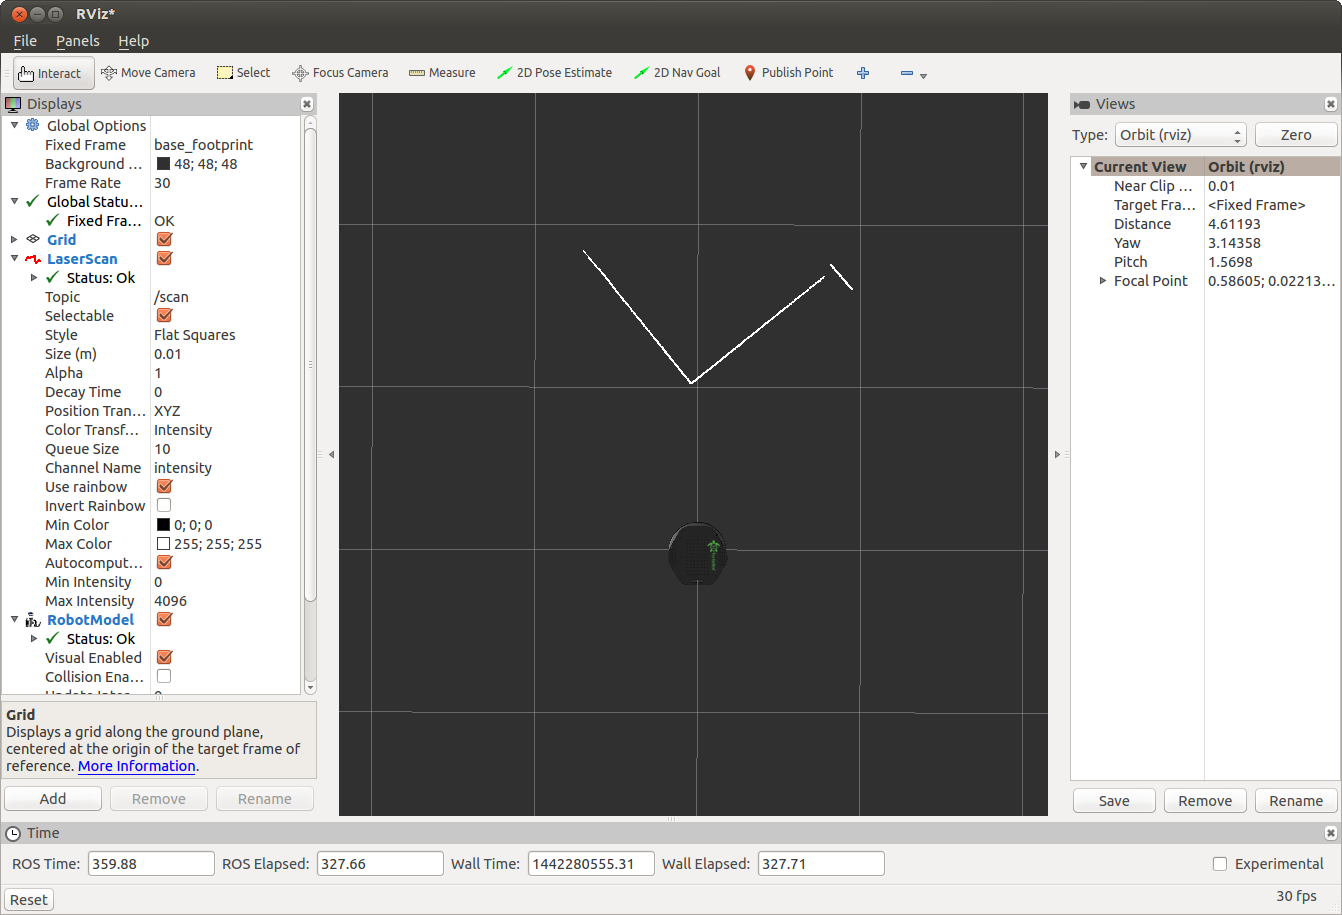 RViz*
File Panels Help
Interact Move Camera Select Focus Camera Measure 2D Pose Estimate 2D Nav Goal Publish Point
Displays
Global Options
Fixed Frame base_footprint
Background ... 48; 48; 48
Frame Rate 30
Global Statu...
Fixed Fra... OK
Grid
LaserScan
Status: Ok
Topic /scan
Selectable
Style Flat Squares
Size (m) 0.01
Alpha 1
Decay Time 0
Position Tran... XYZ
Color Transf... Intensity
Queue Size 10
Channel Name intensity
Use rainbow
Invert Rainbow
Min Color 0; 0; 0
Max Color 255; 255; 255
Autocomput...
Min Intensity 0
Max Intensity 4096
RobotModel
Status: Ok
Visual Enabled
Collision Ena...
Grid
Displays a grid along the ground plane,
centered at the origin of the target frame of
reference. More Information.
Add Remove Rename
Views
Type: Orbit (rviz) Zero
Current View Orbit (rviz)
Near Clip ... 0.01
Target Fra... <Fixed Frame>
Distance 4.61193
Yaw 3.14358
Pitch 1.5698
Focal Point 0.58605; 0.02213...
Save Remove Rename
Time
ROS Time: 359.88 ROS Elapsed: 327.66 Wall Time: 1442280555.31 Wall Elapsed: 327.71 Experimental
Reset 30 fps